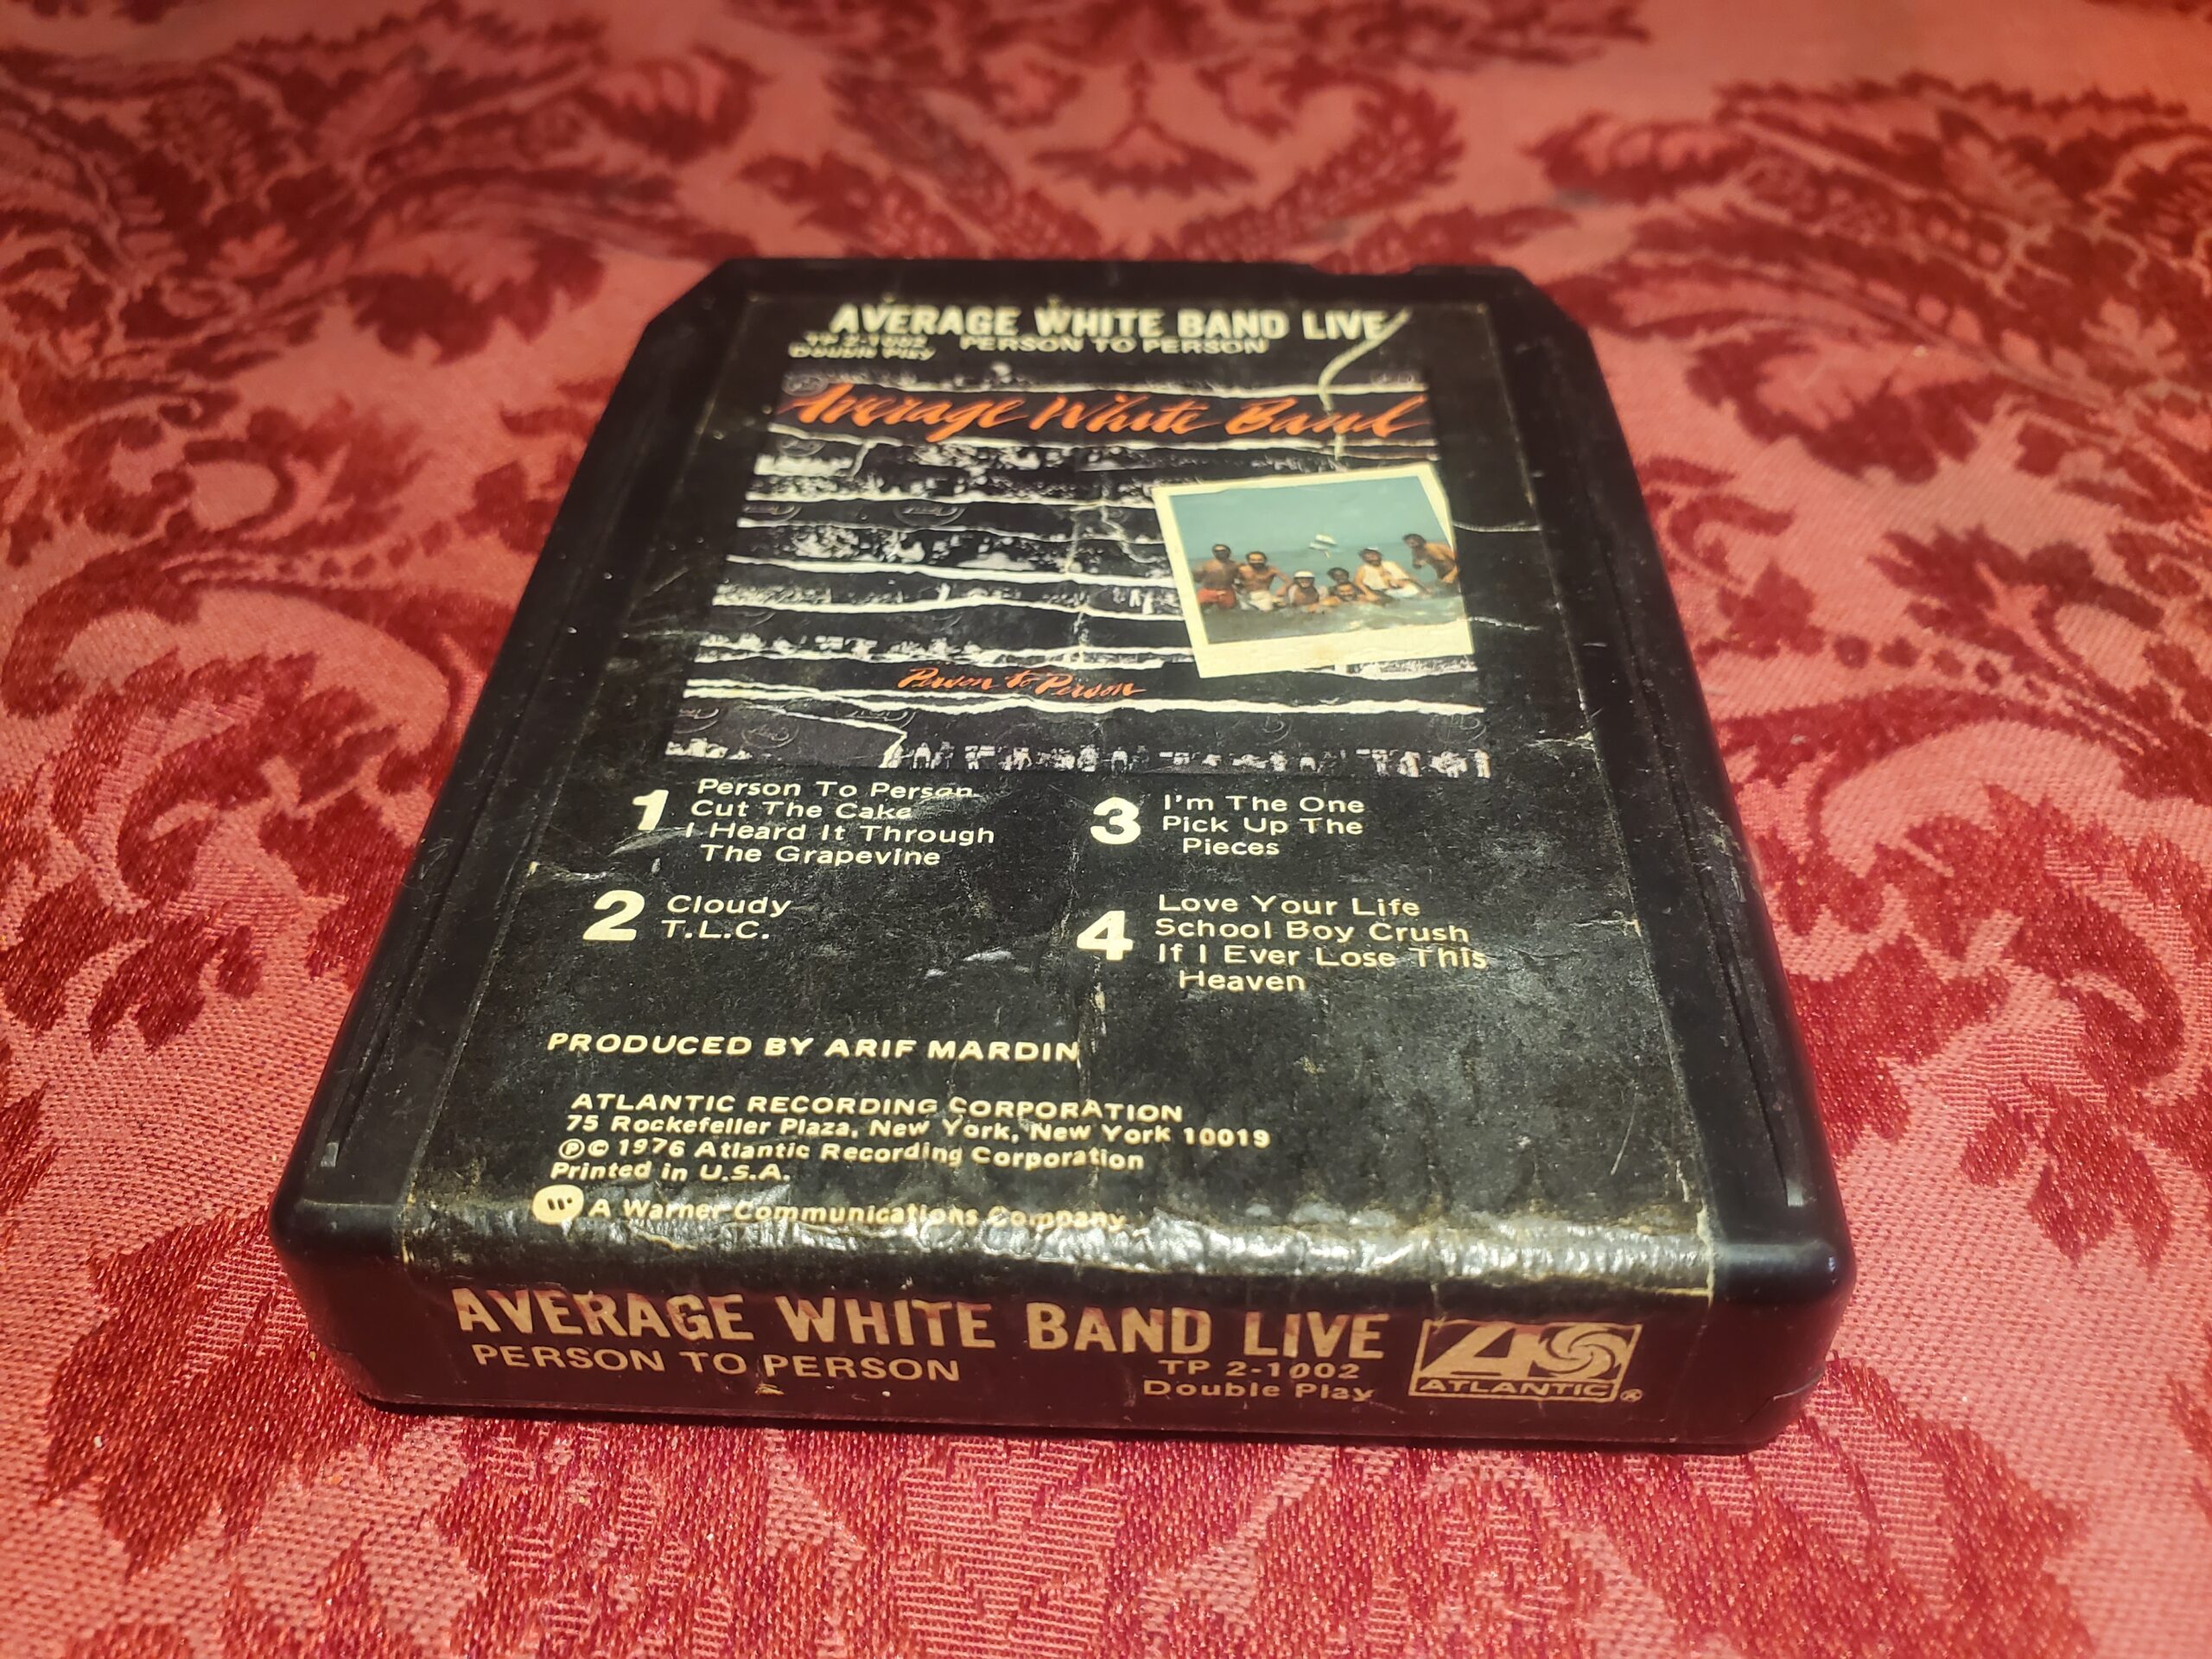 AVERAGE WHITE BAND LIVE
TP 2-1002 PERSON TO PERSON
Double Play
Average White Band
Person To Person
1 Person To Person
Cut The Cake
I Heard It Through
The Grapevine
2 Cloudy
T.L.C.
3 I'm The One
Pick Up The
Pieces
4 Love Your Life
School Boy Crush
If I Ever Lose This
Heaven
PRODUCED BY ARIF MARDIN
ATLANTIC RECORDING CORPORATION
75 Rockefeller Plaza, New York, New York 10019
Ⓟ© 1976 Atlantic Recording Corporation
Printed in U.S.A.
A Warner Communications Company
AVERAGE WHITE BAND LIVE
PERSON TO PERSON
TP 2-1002
Double Play
ATLANTIC®